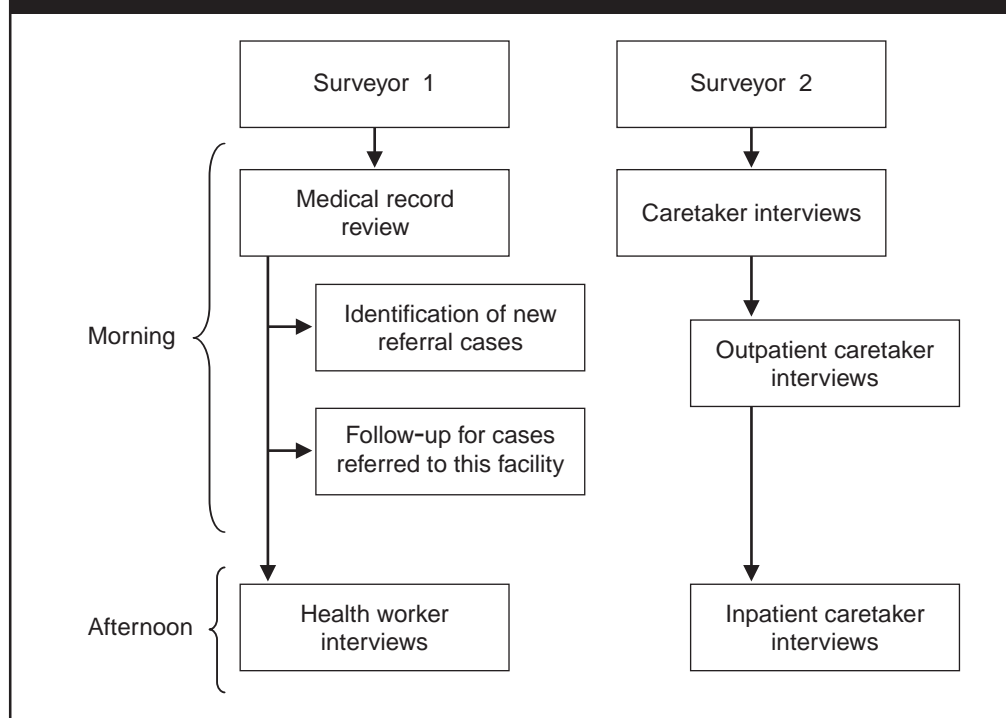 Surveyor 1
Surveyor 2
Medical record
review
Caretaker interviews
Identification of new
referral cases
Morning
Outpatient caretaker
interviews
Follow-up for cases
referred to this facility
Afternoon
Health worker
interviews
Inpatient caretaker
interviews